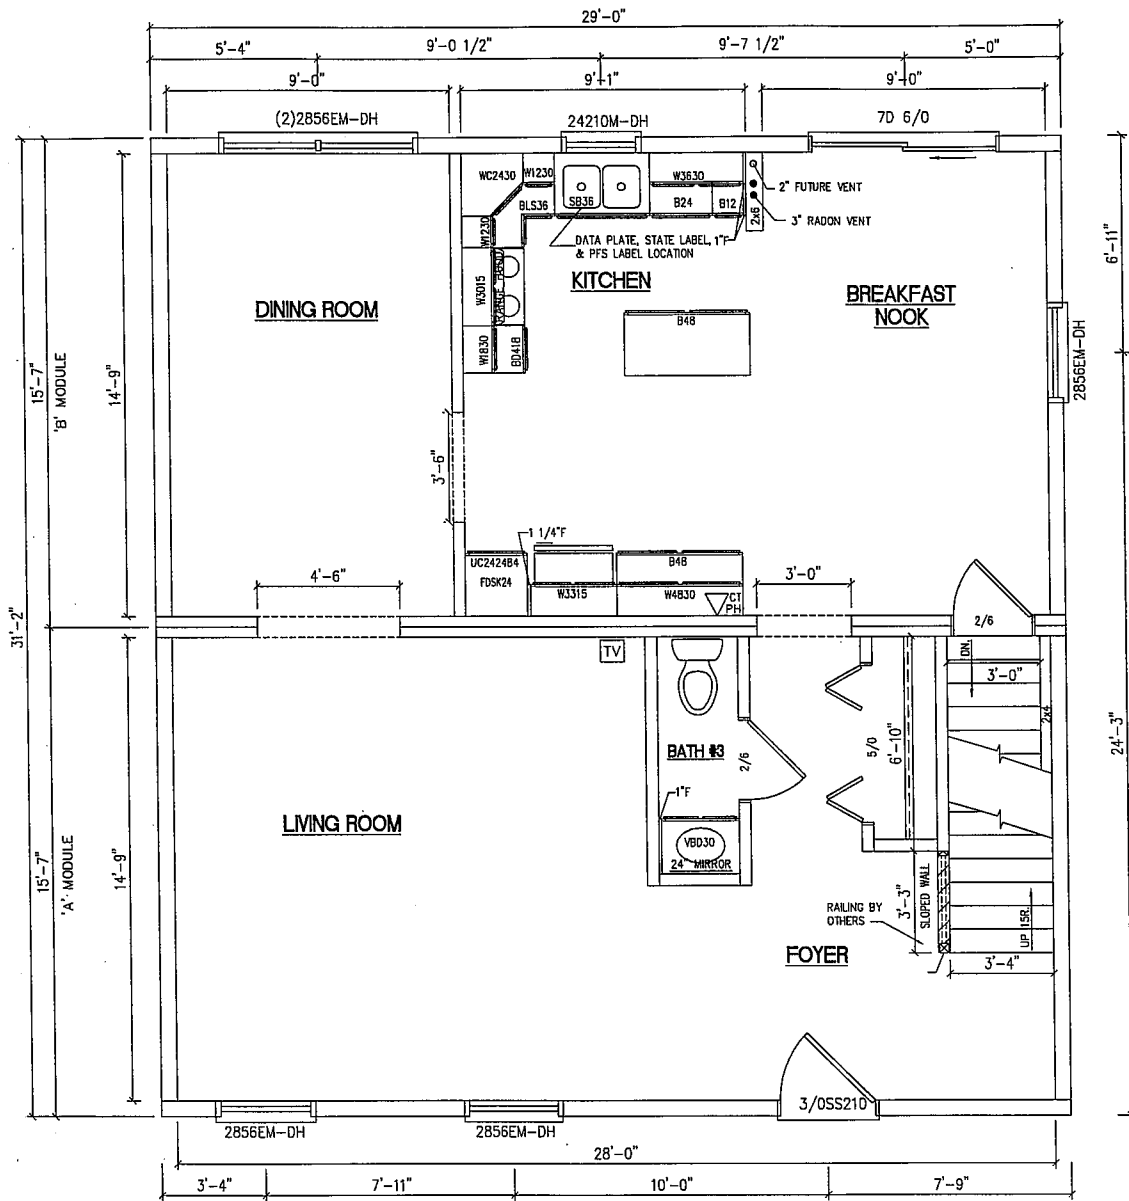 29'-0"
5'-4"
9'-0 1/2"
9'-7 1/2"
5'-0"
9'-0"
9'-1"
9'-0"
(2)2856EM-DH
24210M-DH
7D 6/0
WC2430
W1230
SB36
W3630
BLS36
B24
B12
2x6
2" FUTURE VENT
3" RADON VENT
W1230
DATA PLATE, STATE LABEL, 1"F
& PFS LABEL LOCATION
KITCHEN
W3015
RANGE HOOD
DINING ROOM
BREAKFAST
NOOK
B48
W1830
BD418
6'-11"
2856EM-DH
15'-7"
'B' MODULE
14'-9"
3'-6"
1 1/4"F
UC2424B4
FDSK24
B48
W3315
W4830
CT
PH
4'-6"
3'-0"
2/6
31'-2"
TV
DN.
3'-0"
2x4
BATH #3
2/6
5/0
6'-10"
24'-3"
1"F
LIVING ROOM
VBD30
24" MIRROR
15'-7"
'A' MODULE
14'-9"
RAILING BY
OTHERS
3'-3"
SLOPED WALL
UP 15R.
FOYER
3'-4"
3/0SS210
2856EM-DH
2856EM-DH
28'-0"
3'-4"
7'-11"
10'-0"
7'-9"